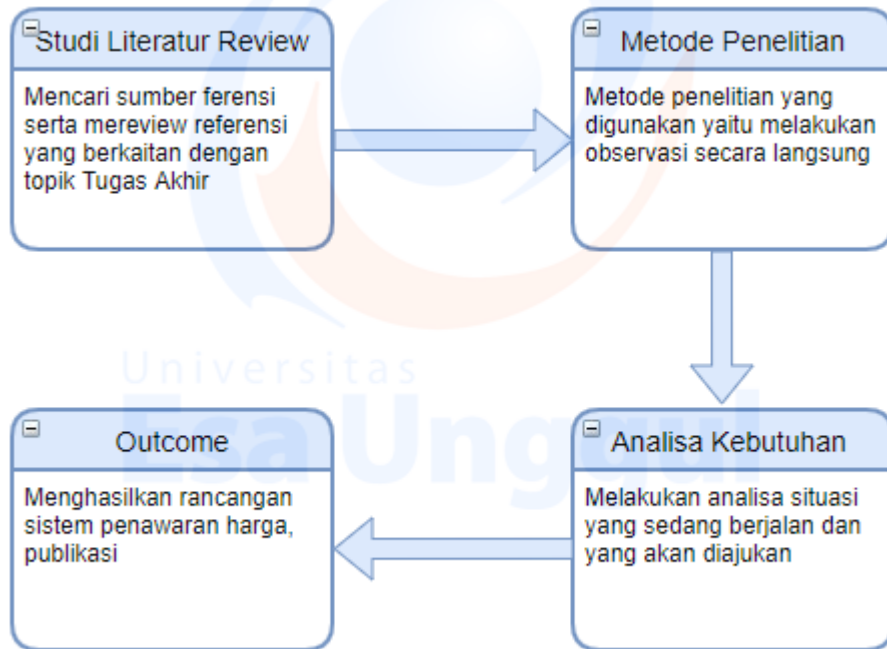 Studi Literatur Review
Mencari sumber ferensi
serta mereview referensi
yang berkaitan dengan
topik Tugas Akhir
Metode Penelitian
Metode penelitian yang
digunakan yaitu melakukan
observasi secara langsung
Universitas
Esa Unggul
Analisa Kebutuhan
Melakukan analisa situasi
yang sedang berjalan dan
yang akan diajukan
Outcome
Menghasilkan rancangan
sistem penawaran harga,
publikasi